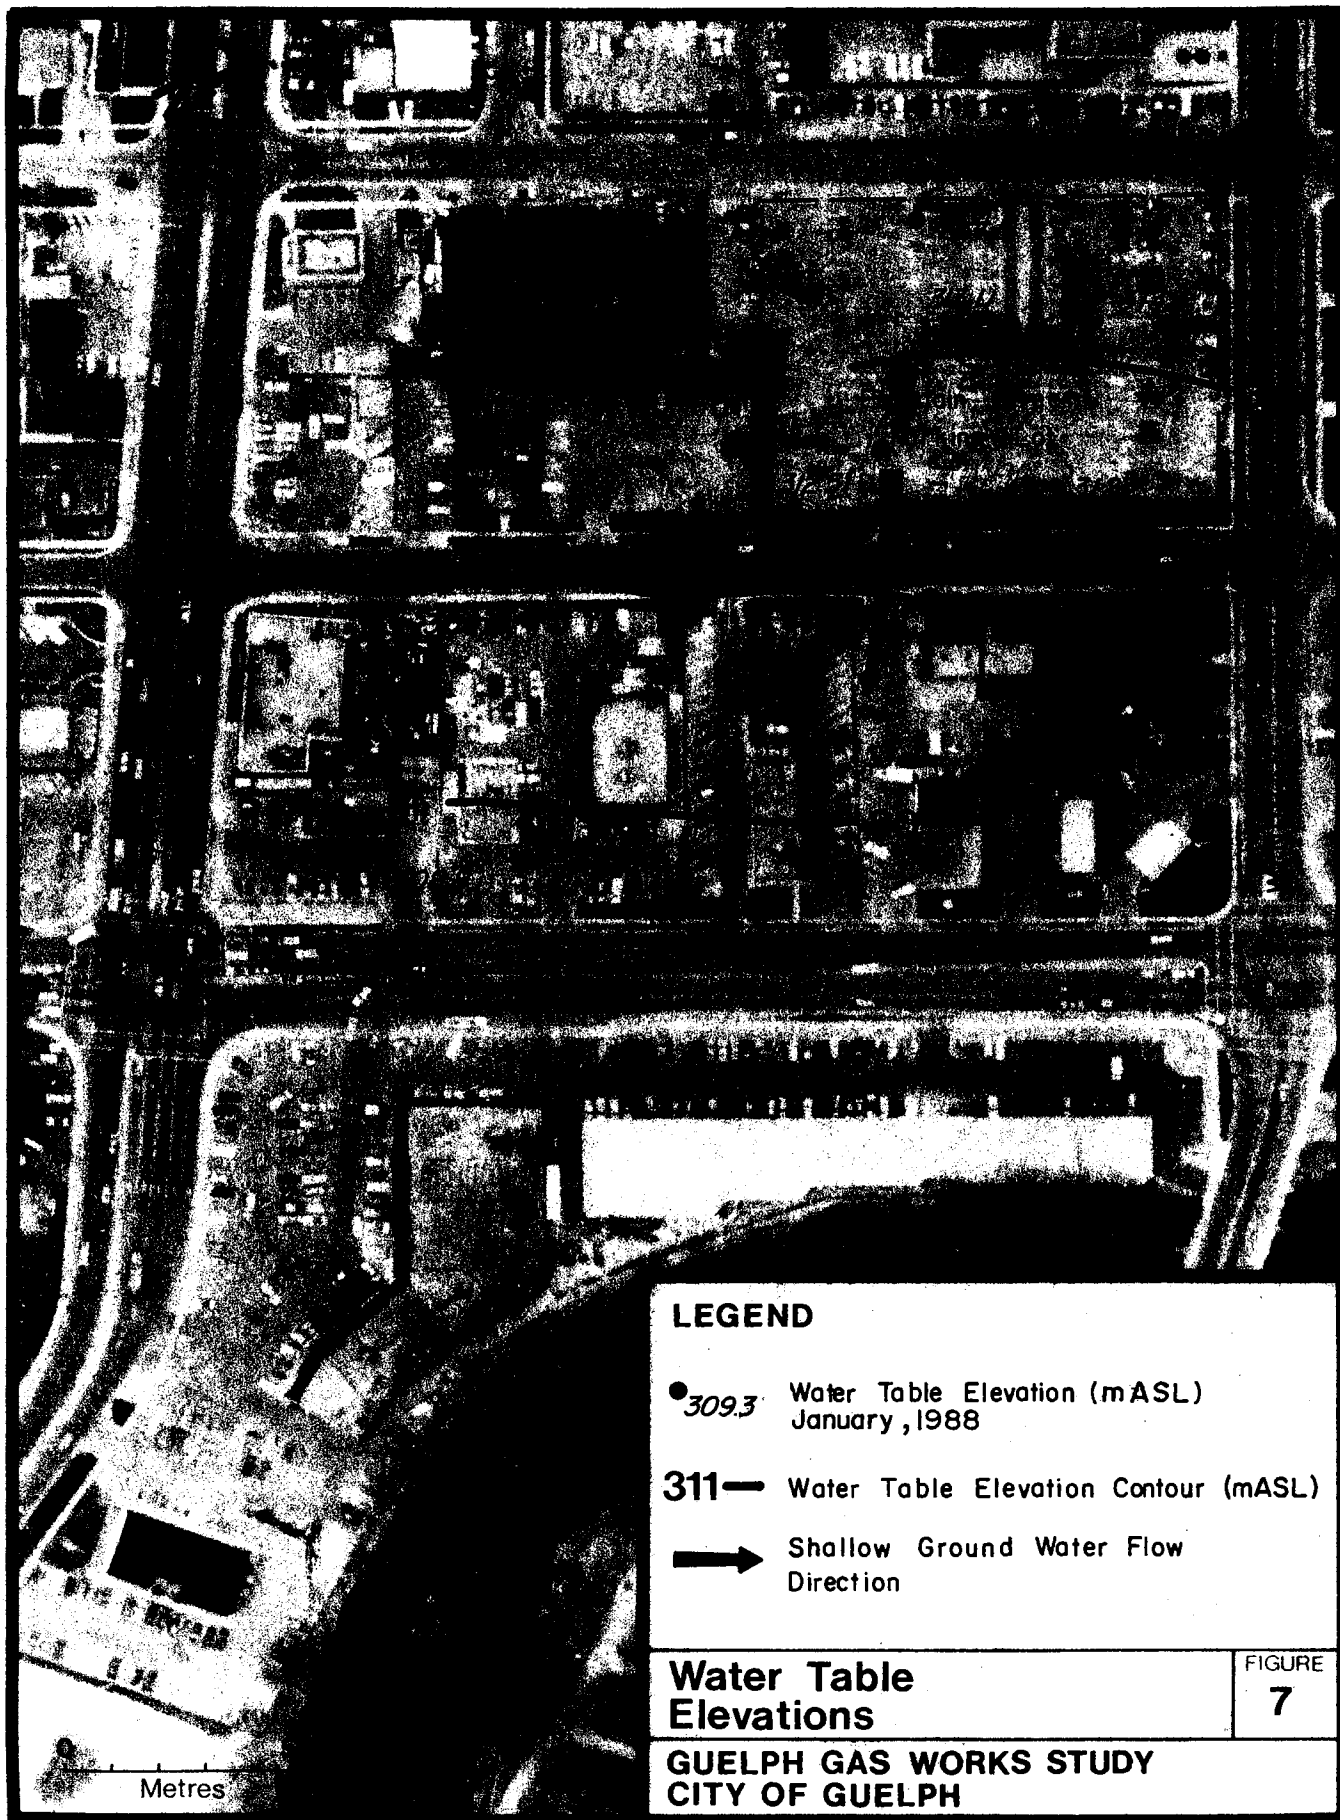 LEGEND
309.3 Water Table Elevation (mASL)
January, 1988
311 Water Table Elevation Contour (mASL)
Shallow Ground Water Flow
Direction
Water Table
Elevations
FIGURE
7
GUELPH GAS WORKS STUDY
CITY OF GUELPH
0
Metres